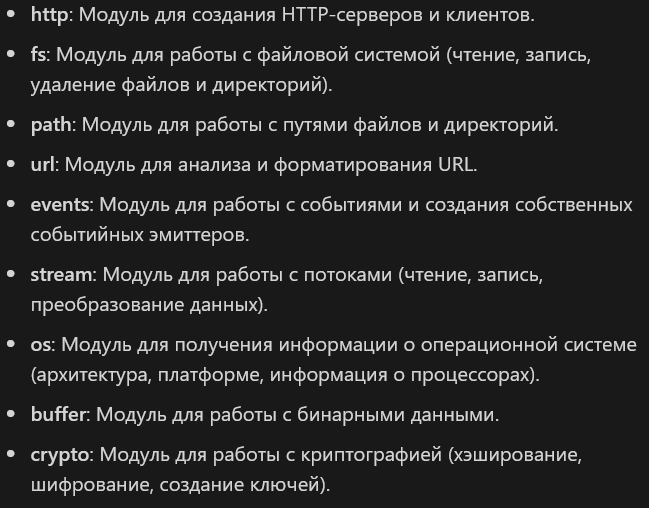 • http: Модуль для создания HTTP-серверов и клиентов.
• fs: Модуль для работы с файловой системой (чтение, запись,
удаление файлов и директорий).
• path: Модуль для работы с путями файлов и директорий.
• url: Модуль для анализа и форматирования URL.
• events: Модуль для работы с событиями и создания собственных
событийных эмиттеров.
• stream: Модуль для работы с потоками (чтение, запись,
преобразование данных).
• os: Модуль для получения информации о операционной системе
(архитектура, платформе, информация о процессорах).
• buffer: Модуль для работы с бинарными данными.
• crypto: Модуль для работы с криптографией (хэширование,
шифрование, создание ключей).